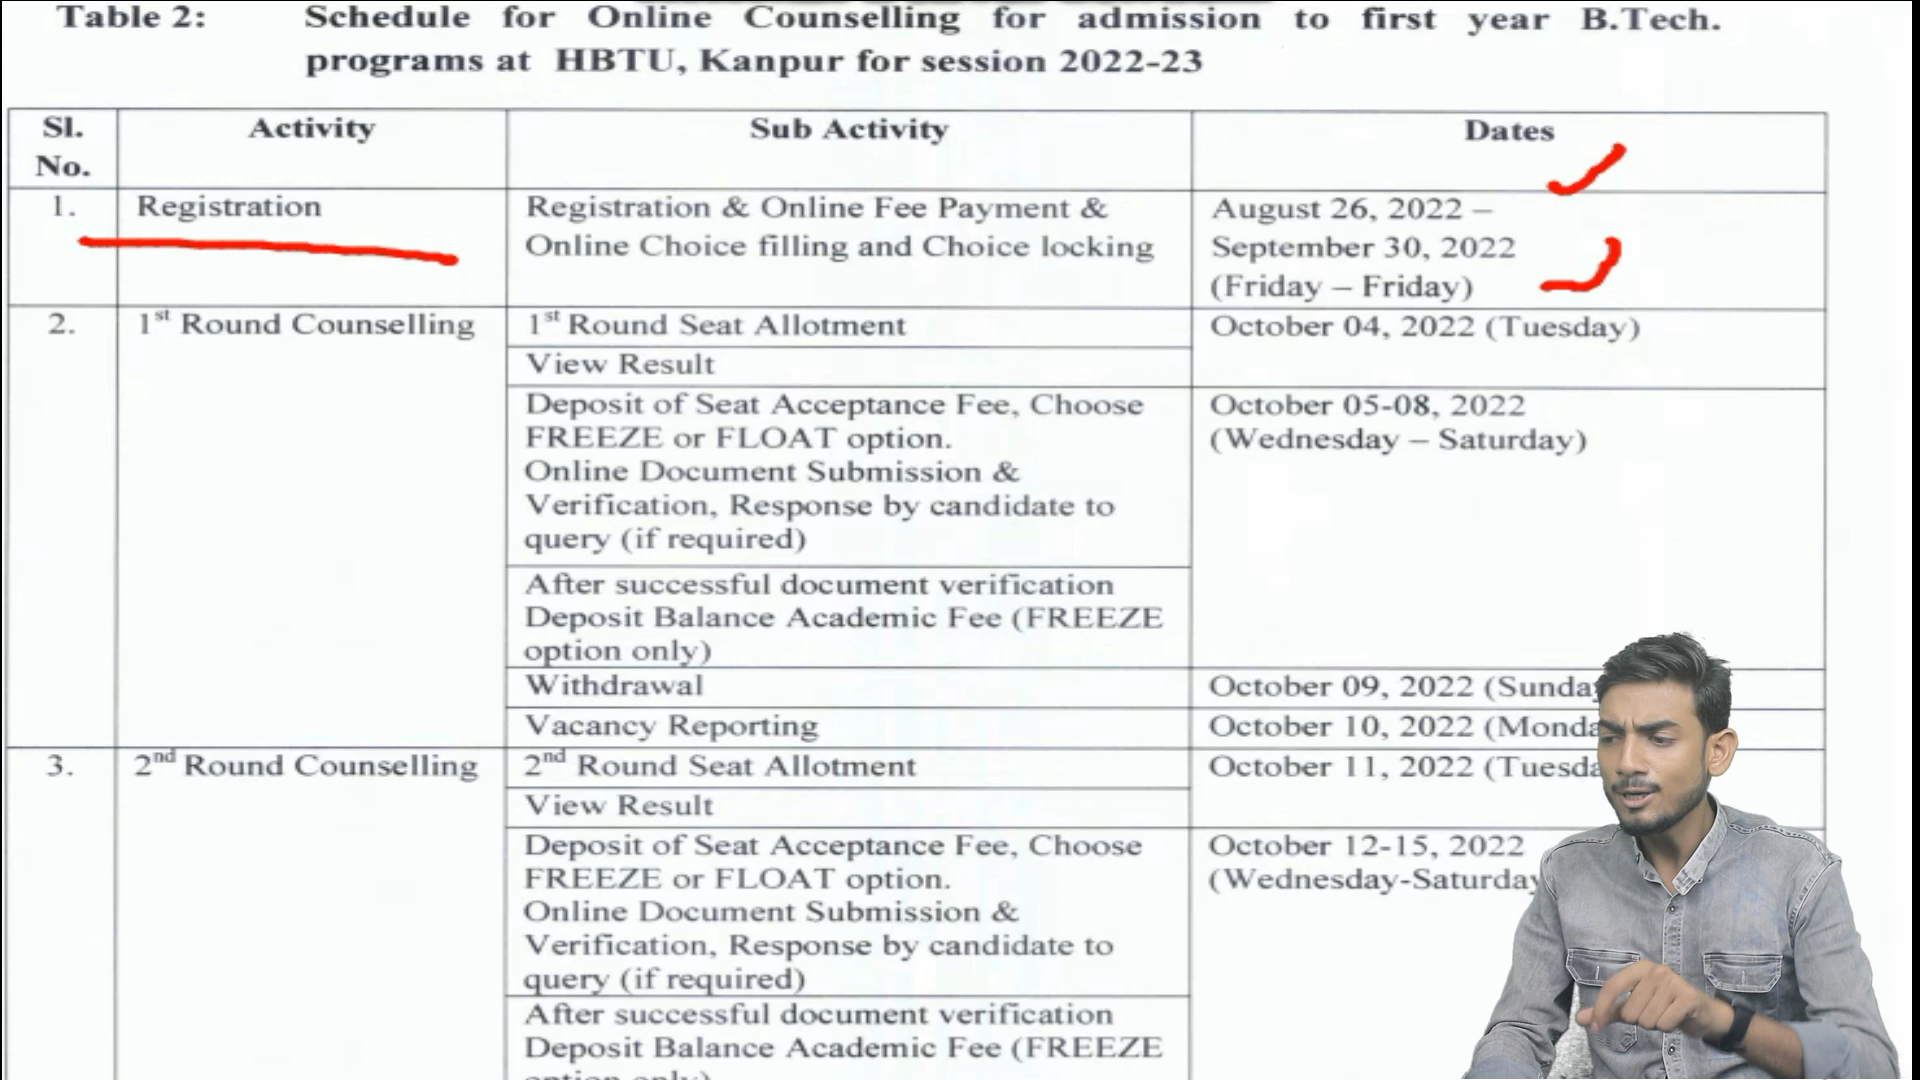 Table 2: Schedule for Online Counselling for admission to first year B.Tech.
programs at HBTU, Kanpur for session 2022-23
Sl. No.
Activity
Sub Activity
Dates
1.
Registration
Registration & Online Fee Payment &
Online Choice filling and Choice locking
August 26, 2022 –
September 30, 2022
(Friday – Friday)
2.
1st Round Counselling
1st Round Seat Allotment
October 04, 2022 (Tuesday)
View Result
Deposit of Seat Acceptance Fee, Choose
FREEZE or FLOAT option.
Online Document Submission &
Verification, Response by candidate to
query (if required)
October 05-08, 2022
(Wednesday – Saturday)
After successful document verification
Deposit Balance Academic Fee (FREEZE
option only)
Withdrawal
October 09, 2022 (Sunda
Vacancy Reporting
October 10, 2022 (Monda
3.
2nd Round Counselling
2nd Round Seat Allotment
October 11, 2022 (Tuesda
View Result
Deposit of Seat Acceptance Fee, Choose
FREEZE or FLOAT option.
Online Document Submission &
Verification, Response by candidate to
query (if required)
October 12-15, 2022
(Wednesday-Saturday
After successful document verification
Deposit Balance Academic Fee (FREEZE
option only)